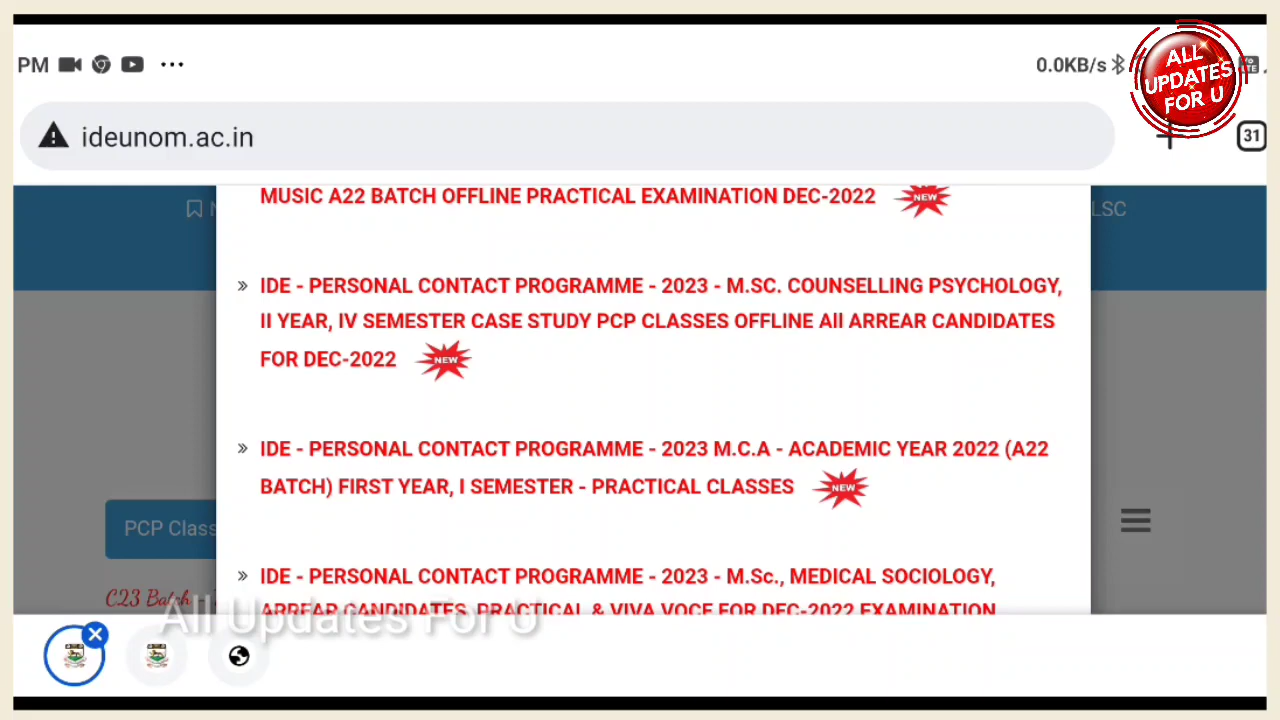 PM
0.0KB/s
ALL
UPDATES
FOR U
ideunom.ac.in
31
MUSIC A22 BATCH OFFLINE PRACTICAL EXAMINATION DEC-2022 NEW
LSC
» IDE - PERSONAL CONTACT PROGRAMME - 2023 - M.SC. COUNSELLING PSYCHOLOGY,
II YEAR, IV SEMESTER CASE STUDY PCP CLASSES OFFLINE All ARREAR CANDIDATES
FOR DEC-2022 NEW
» IDE - PERSONAL CONTACT PROGRAMME - 2023 M.C.A - ACADEMIC YEAR 2022 (A22
BATCH) FIRST YEAR, I SEMESTER - PRACTICAL CLASSES NEW
PCP Class
» IDE - PERSONAL CONTACT PROGRAMME - 2023 - M.Sc., MEDICAL SOCIOLOGY,
C23 Batch
ARREAR CANDIDATES, PRACTICAL & VIVA VOCE FOR DEC-2022 EXAMINATION
All Updates For U